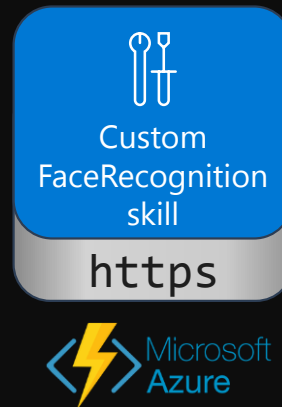 Custom
FaceRecognition
skill
https
Microsoft
Azure